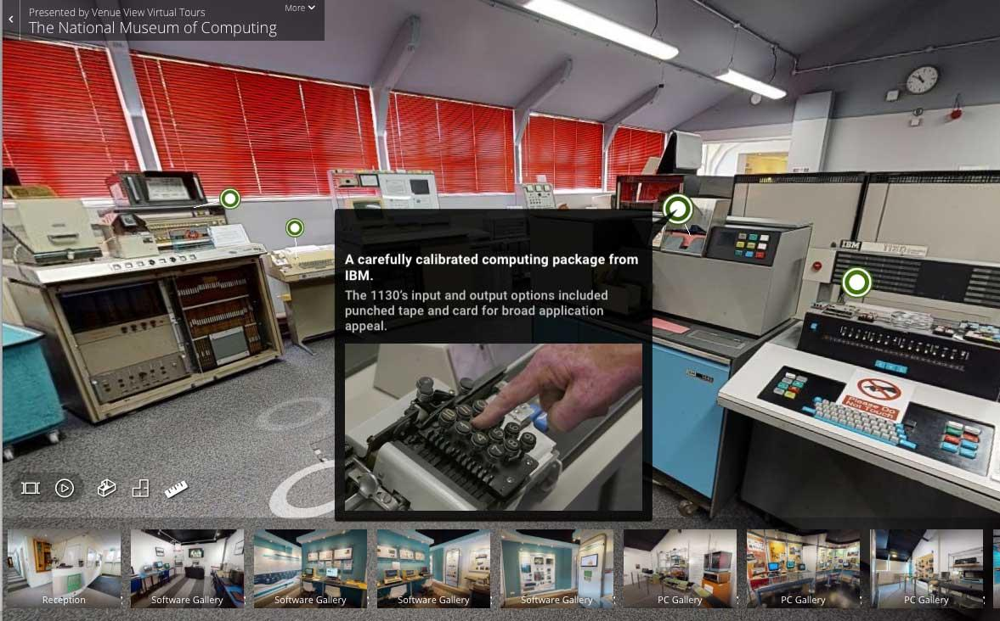 Presented by Venue View Virtual Tours
More
The National Museum of Computing
IBM
1130
A carefully calibrated computing package from
IBM.
The 1130's input and output options included
punched tape and card for broad application
appeal.
Please Do
Not Touch
Reception
Software Gallery
Software Gallery
Software Gallery
Software Gallery
PC Gallery
PC Gallery
PC Gallery